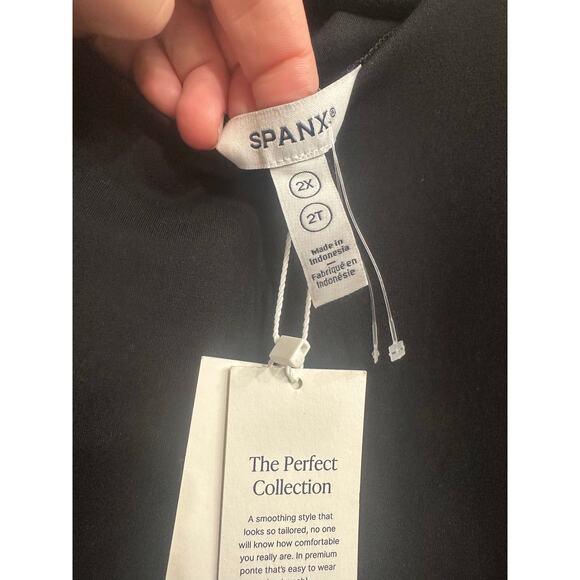 SPANX®
2X
2T
Made in
Indonesia
Fabriqué en
Indonésie
The Perfect
Collection
A smoothing style that
looks so tailored, no one
will know how comfortable
you really are. In premium
ponte that's easy to wear